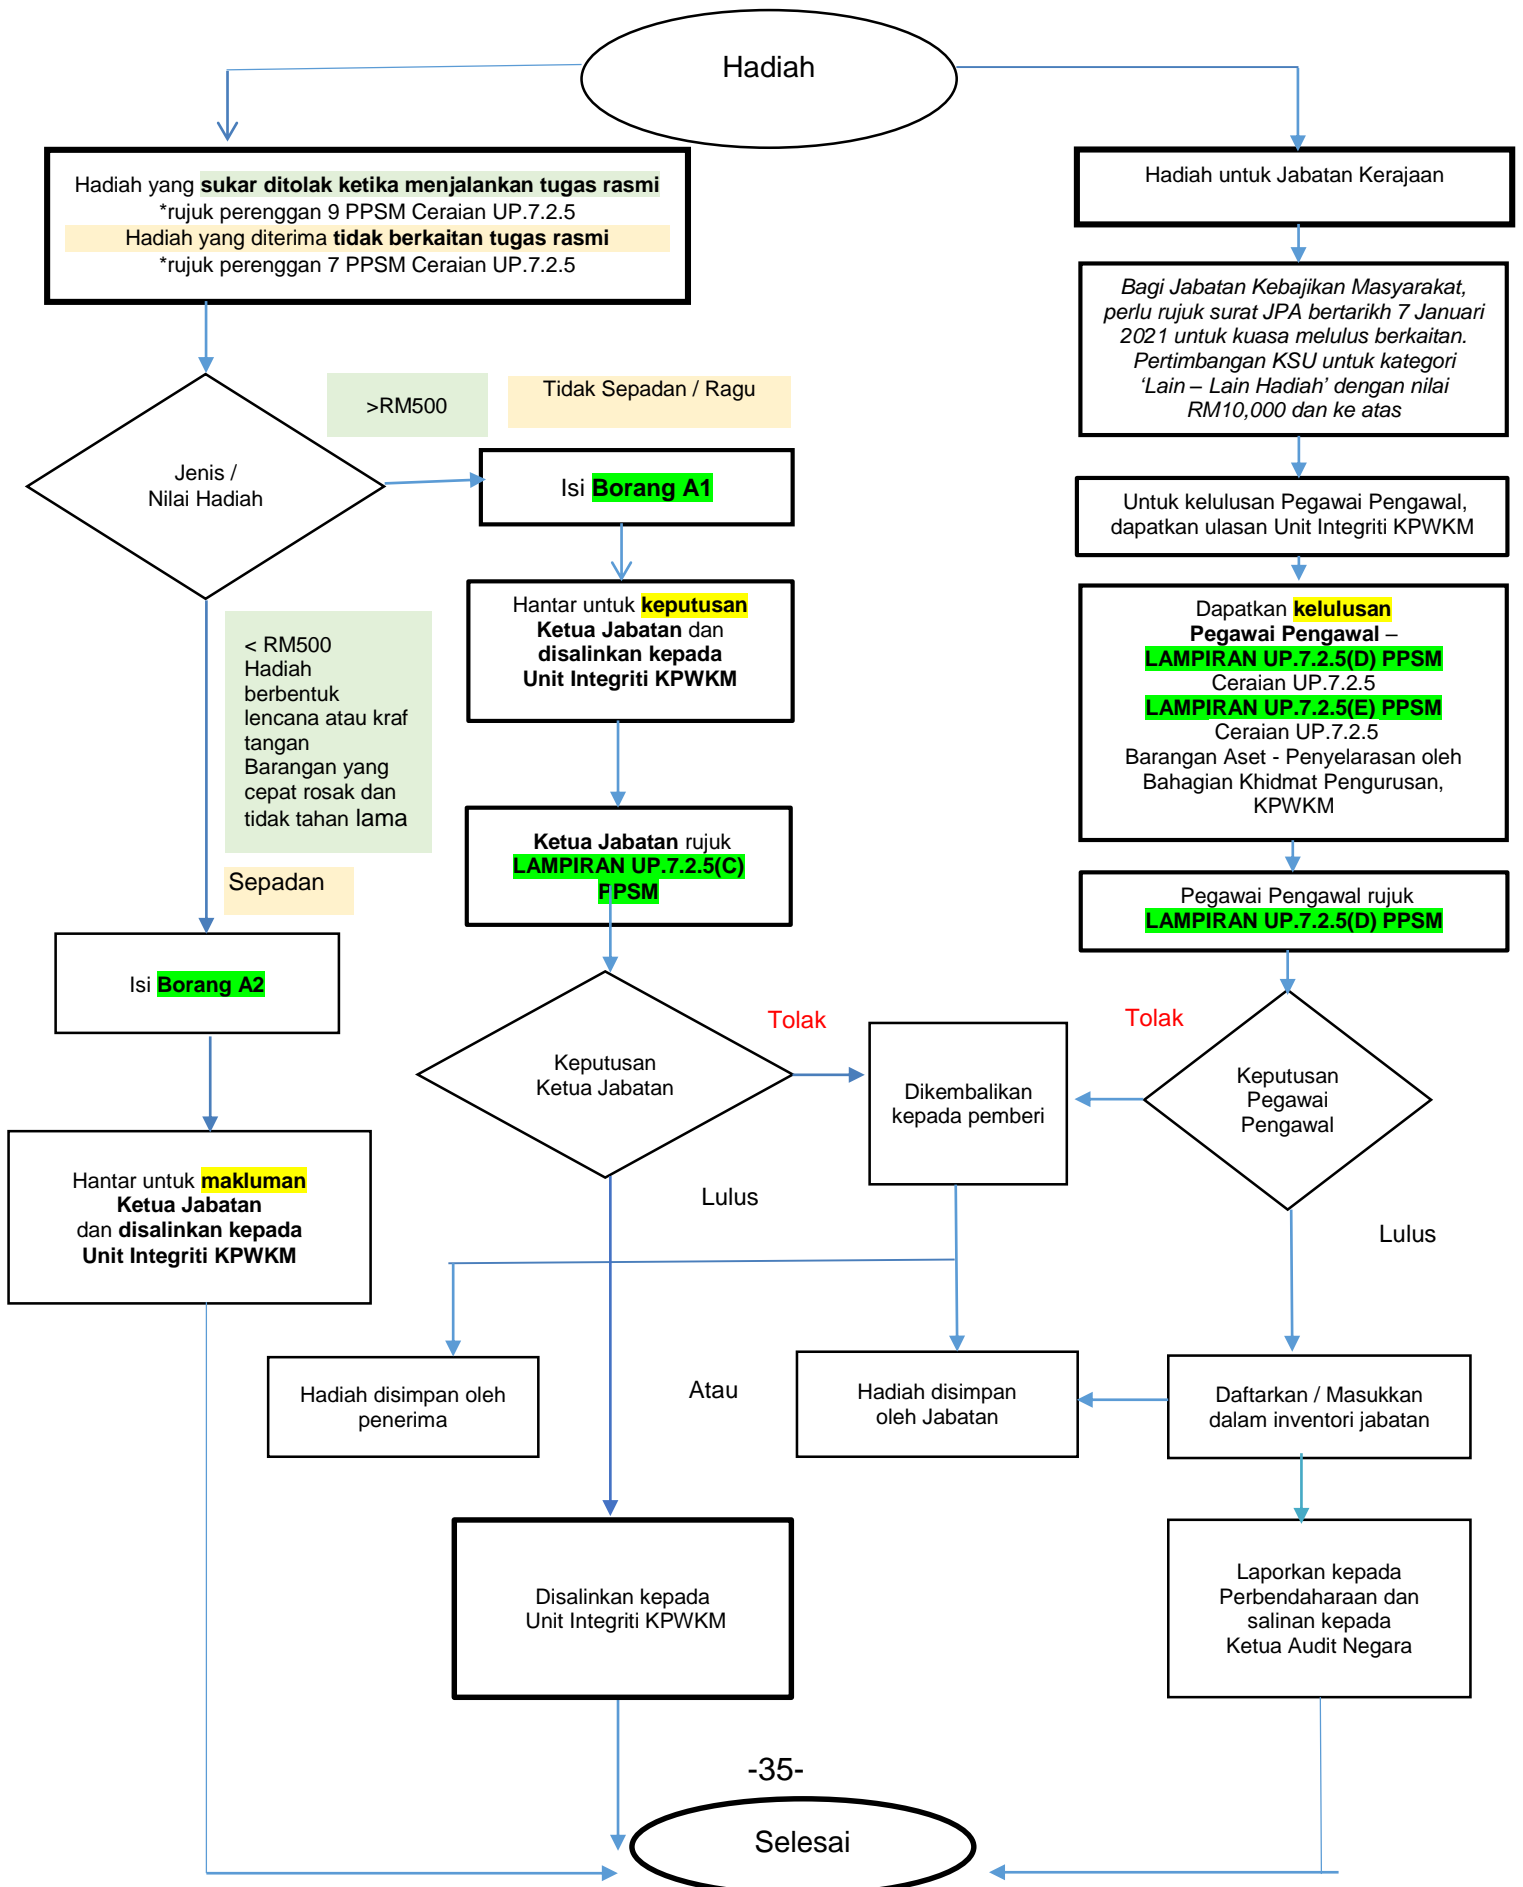 Hadiah
Hadiah yang sukar ditolak ketika menjalankan tugas rasmi
*rujuk perenggan 9 PPSM Ceraian UP.7.2.5
Hadiah yang diterima tidak berkaitan tugas rasmi
*rujuk perenggan 7 PPSM Ceraian UP.7.2.5
Hadiah untuk Jabatan Kerajaan
Bagi Jabatan Kebajikan Masyarakat,
perlu rujuk surat JPA bertarikh 7 Januari
2021 untuk kuasa melulus berkaitan.
Pertimbangan KSU untuk kategori
‘Lain – Lain Hadiah’ dengan nilai
RM10,000 dan ke atas
Jenis /
Nilai Hadiah
>RM500
Tidak Sepadan / Ragu
Isi Borang A1
Untuk kelulusan Pegawai Pengawal,
dapatkan ulasan Unit Integriti KPWKM
Hantar untuk keputusan
Ketua Jabatan dan
disalinkan kepada
Unit Integriti KPWKM
Dapatkan kelulusan
Pegawai Pengawal –
LAMPIRAN UP.7.2.5(D) PPSM
Ceraian UP.7.2.5
LAMPIRAN UP.7.2.5(E) PPSM
Ceraian UP.7.2.5
Barangan Aset - Penyelarasan oleh
Bahagian Khidmat Pengurusan,
KPWKM
< RM500
Hadiah
berbentuk
lencana atau kraf
tangan
Barangan yang
cepat rosak dan
tidak tahan lama
Sepadan
Ketua Jabatan rujuk
LAMPIRAN UP.7.2.5(C)
PPSM
Pegawai Pengawal rujuk
LAMPIRAN UP.7.2.5(D) PPSM
Isi Borang A2
Keputusan
Ketua Jabatan
Tolak
Dikembalikan
kepada pemberi
Tolak
Keputusan
Pegawai
Pengawal
Hantar untuk makluman
Ketua Jabatan
dan disalinkan kepada
Unit Integriti KPWKM
Lulus
Lulus
Hadiah disimpan oleh
penerima
Atau
Hadiah disimpan
oleh Jabatan
Daftarkan / Masukkan
dalam inventori jabatan
Disalinkan kepada
Unit Integriti KPWKM
Laporkan kepada
Perbendaharaan dan
salinan kepada
Ketua Audit Negara
-35-
Selesai